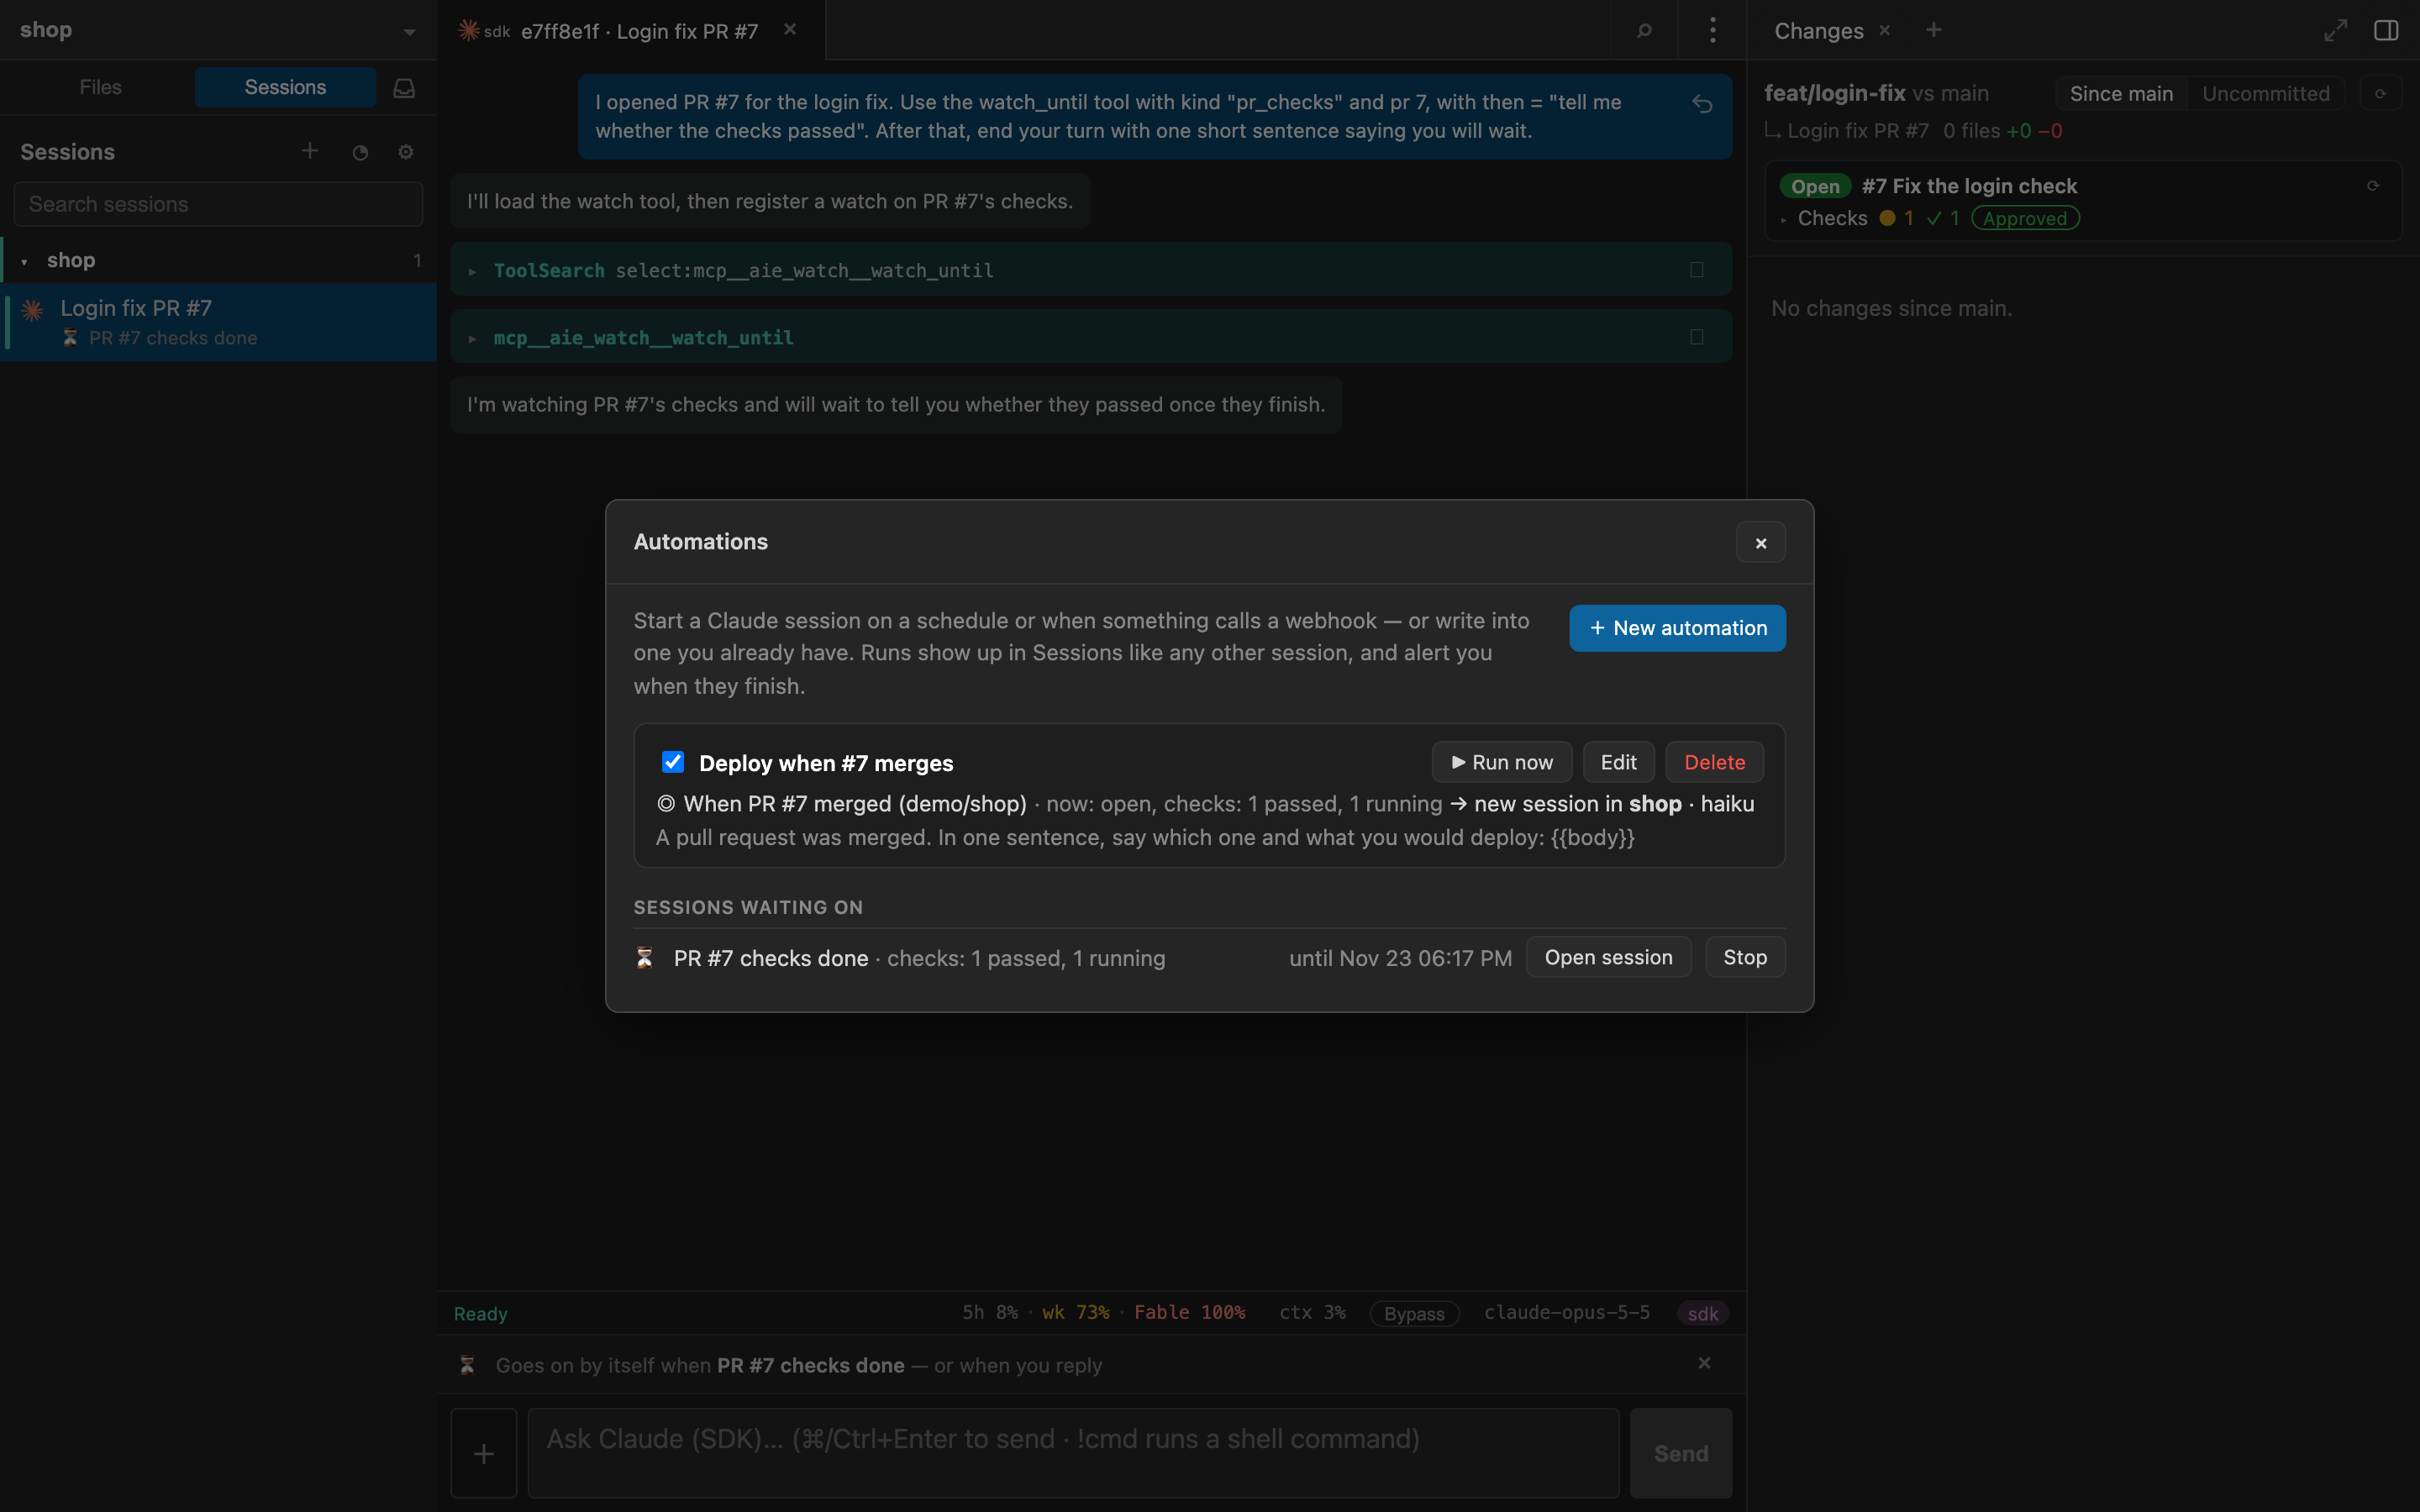 shop
Files
Sessions
Sessions
Search sessions
shop
1
Login fix PR #7
PR #7 checks done
sdk e7ff8e1f · Login fix PR #7
I opened PR #7 for the login fix. Use the watch_until tool with kind "pr_checks" and pr 7, with then = "tell me
whether the checks passed". After that, end your turn with one short sentence saying you will wait.
I'll load the watch tool, then register a watch on PR #7's checks.
ToolSearch select:mcp__aie_watch__watch_until
mcp__aie_watch__watch_until
I'm watching PR #7's checks and will wait to tell you whether they passed once they finish.
Automations
Start a Claude session on a schedule or when something calls a webhook — or write into
one you already have. Runs show up in Sessions like any other session, and alert you
when they finish.
+ New automation
Deploy when #7 merges
▶ Run now
Edit
Delete
◎ When PR #7 merged (demo/shop) · now: open, checks: 1 passed, 1 running → new session in shop · haiku
A pull request was merged. In one sentence, say which one and what you would deploy: {{body}}
SESSIONS WAITING ON
PR #7 checks done · checks: 1 passed, 1 running
until Nov 23 06:17 PM
Open session
Stop
Ready
5h 8% · wk 73% · Fable 100%
ctx 3%
Bypass
claude-opus-5-5
sdk
Goes on by itself when PR #7 checks done — or when you reply
Ask Claude (SDK)... (⌘/Ctrl+Enter to send · !cmd runs a shell command)
Send
Changes
feat/login-fix vs main
Since main
Uncommitted
Login fix PR #7 0 files +0 −0
Open #7 Fix the login check
Checks 1 ✓ 1 Approved
No changes since main.